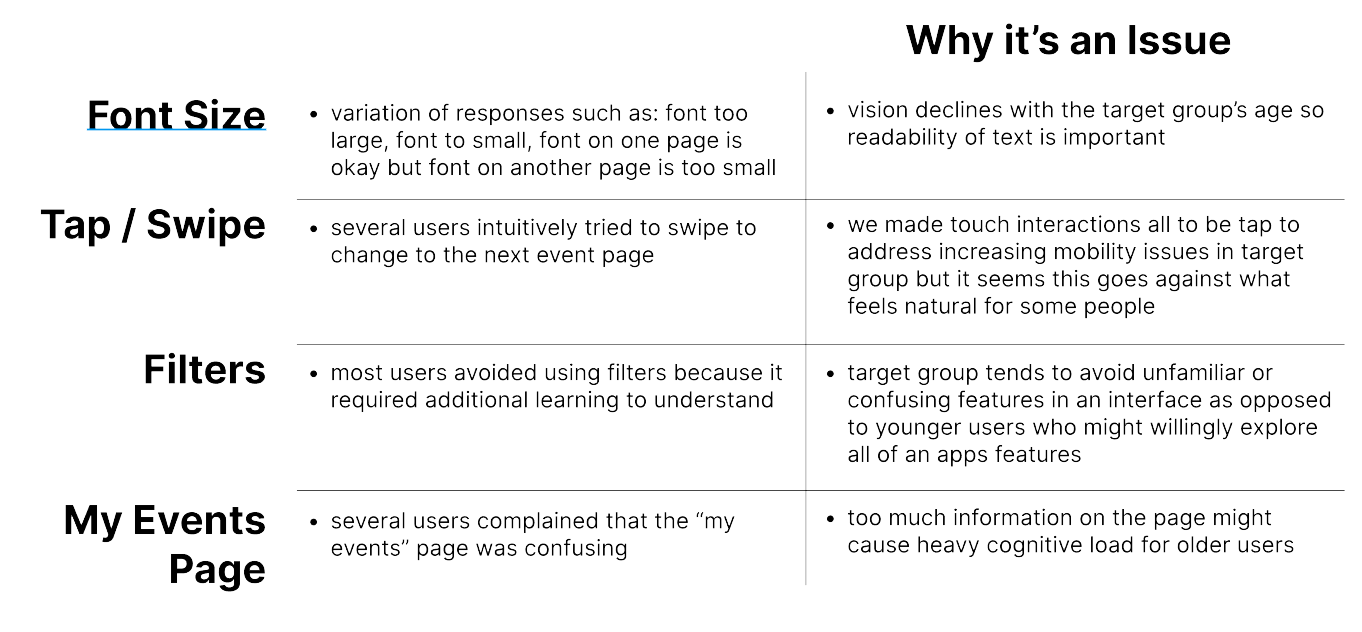 Why it's an Issue
Font Size
• variation of responses such as: font too
large, font to small, font on one page is
okay but font on another page is too small
• vision declines with the target group's age so
readability of text is important
Tap / Swipe
• several users intuitively tried to swipe to
change to the next event page
• we made touch interactions all to be tap to
address increasing mobility issues in target
group but it seems this goes against what
feels natural for some people
Filters
• most users avoided using filters because it
required additional learning to understand
• target group tends to avoid unfamiliar or
confusing features in an interface as opposed
to younger users who might willingly explore
all of an apps features
My Events
Page
• several users complained that the “my
events” page was confusing
• too much information on the page might
cause heavy cognitive load for older users